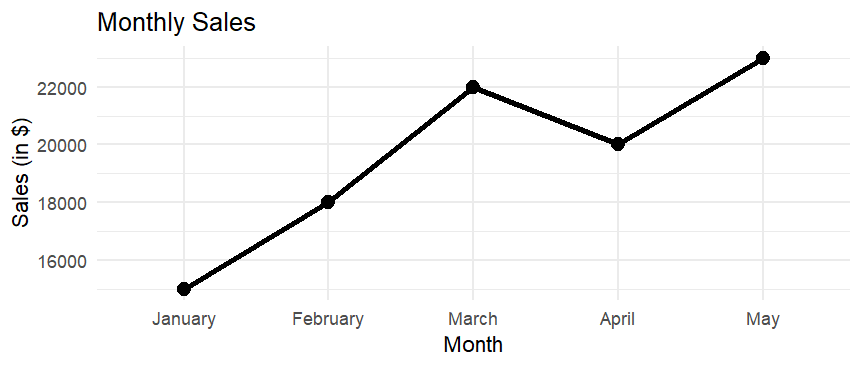 Monthly Sales
Sales (in $)
22000
20000
18000
16000
January February March April May
Month